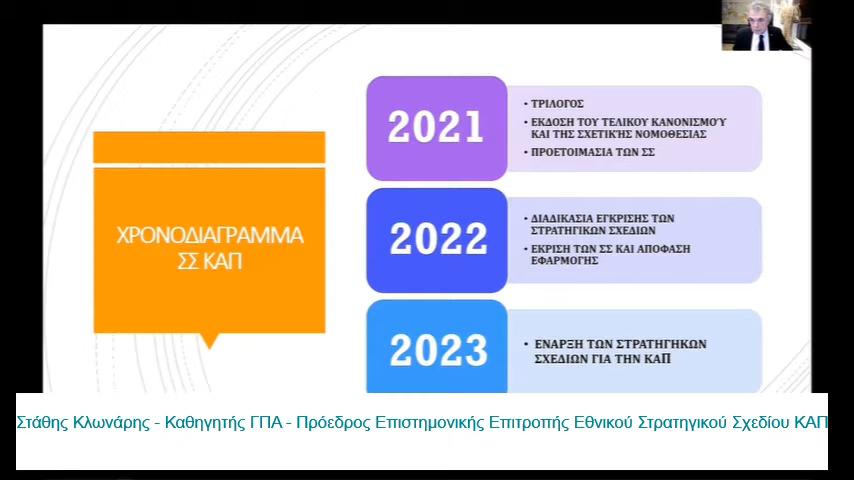 ΧΡΟΝΟΔΙΑΓΡΑΜΜΑ
ΣΣ ΚΑΠ
2021
• ΤΡΙΛΟΓΟΣ
• ΕΚΔΟΣΗ ΤΟΥ ΤΕΛΙΚΟΥ ΚΑΝΟΝΙΣΜΟΎ
ΚΑΙ ΤΗΣ ΣΧΕΤΙΚΉΣ ΝΟΜΟΘΕΣΙΑΣ
• ΠΡΟΕΤΟΙΜΑΣΙΑ ΤΩΝ ΣΣ
2022
• ΔΙΑΔΙΚΑΣΙΑ ΕΓΚΡΙΣΗΣ ΤΩΝ
ΣΤΡΑΤΗΓΙΚΩΝ ΣΧΕΔΙΩΝ
• ΕΚΡΙΣΗ ΤΩΝ ΣΣ ΚΑΙ ΑΠΟΦΑΣΗ
ΕΦΑΡΜΟΓΗΣ
2023
• ΕΝΑΡΞΗ ΤΩΝ ΣΤΡΑΤΗΓΗΚΩΝ
ΣΧΕΔΙΩΝ ΓΙΑ ΤΗΝ ΚΑΠ
Στάθης Κλωνάρης - Καθηγητής ΓΠΑ - Πρόεδρος Επιστημονικής Επιτροπής Εθνικού Στρατηγικού Σχεδίου ΚΑΠ